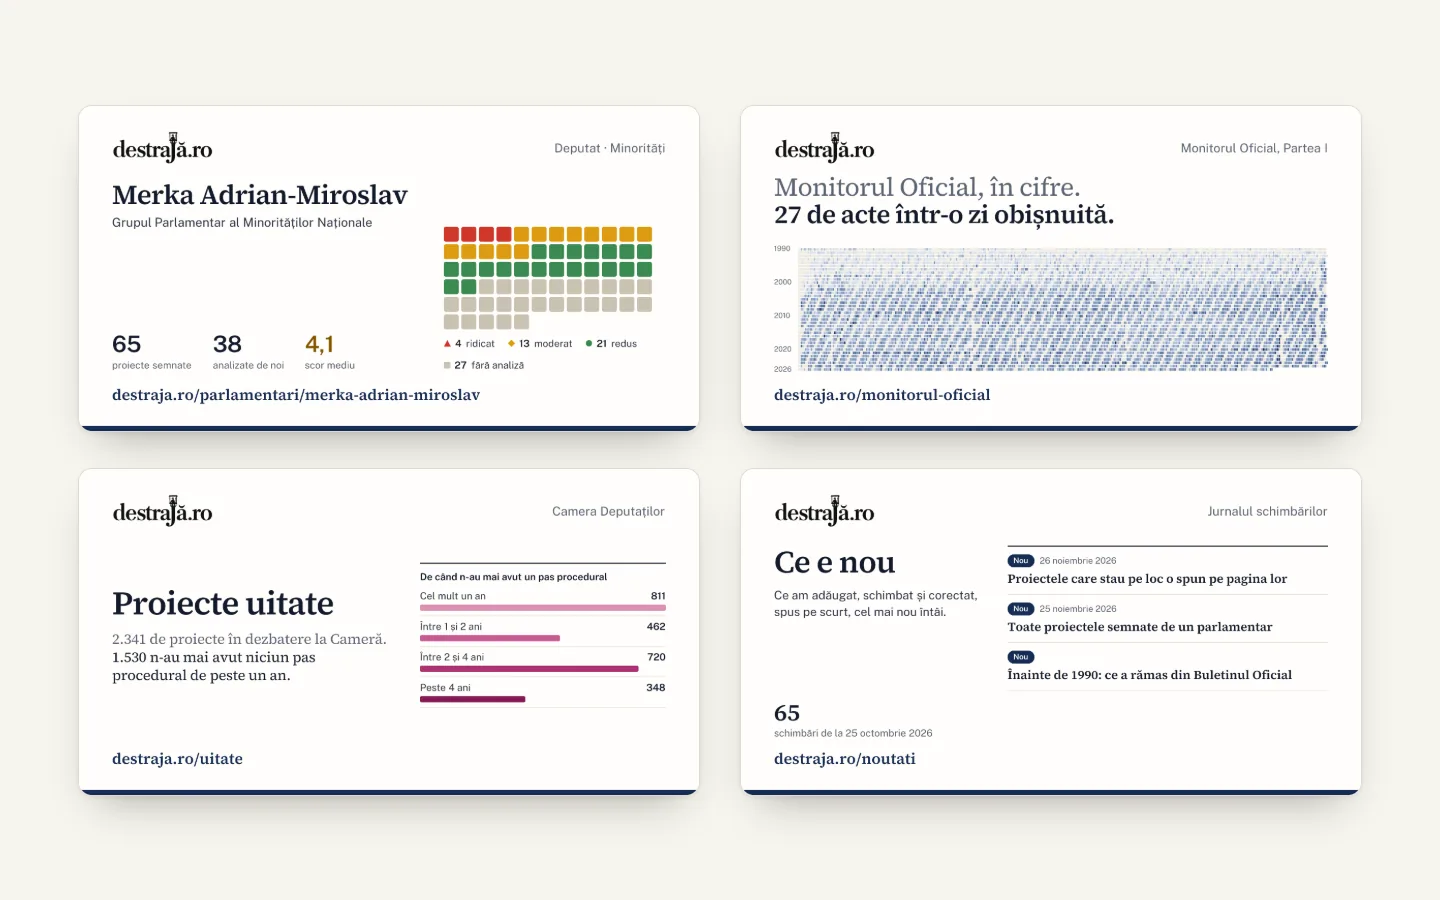 destrajă.ro
Deputat · Minorități
Merka Adrian-Miroslav
Grupul Parlamentar al Minorităților Naționale
65
proiecte semnate
38
analizate de noi
4,1
scor mediu
4 ridicat
13 moderat
21 redus
27 fără analiză
destraja.ro/parlamentari/merka-adrian-miroslav
destrajă.ro
Monitorul Oficial, Partea I
Monitorul Oficial, în cifre.
27 de acte într-o zi obișnuită.
1990
2000
2010
2020
2026
destraja.ro/monitorul-oficial
destrajă.ro
Camera Deputaților
Proiecte uitate
2.341 de proiecte în dezbatere la Cameră.
1.530 n-au mai avut niciun pas
procedural de peste un an.
De când n-au mai avut un pas procedural
Cel mult un an 811
Între 1 și 2 ani 462
Între 2 și 4 ani 720
Peste 4 ani 348
destraja.ro/uitate
destrajă.ro
Jurnalul schimbărilor
Ce e nou
Ce am adăugat, schimbat și corectat,
spus pe scurt, cel mai nou întâi.
Nou 26 noiembrie 2026
Proiectele care stau pe loc o spun pe pagina lor
Nou 25 noiembrie 2026
Toate proiectele semnate de un parlamentar
Nou
Înainte de 1990: ce a rămas din Buletinul Oficial
65
schimbări de la 25 octombrie 2026
destraja.ro/noutati